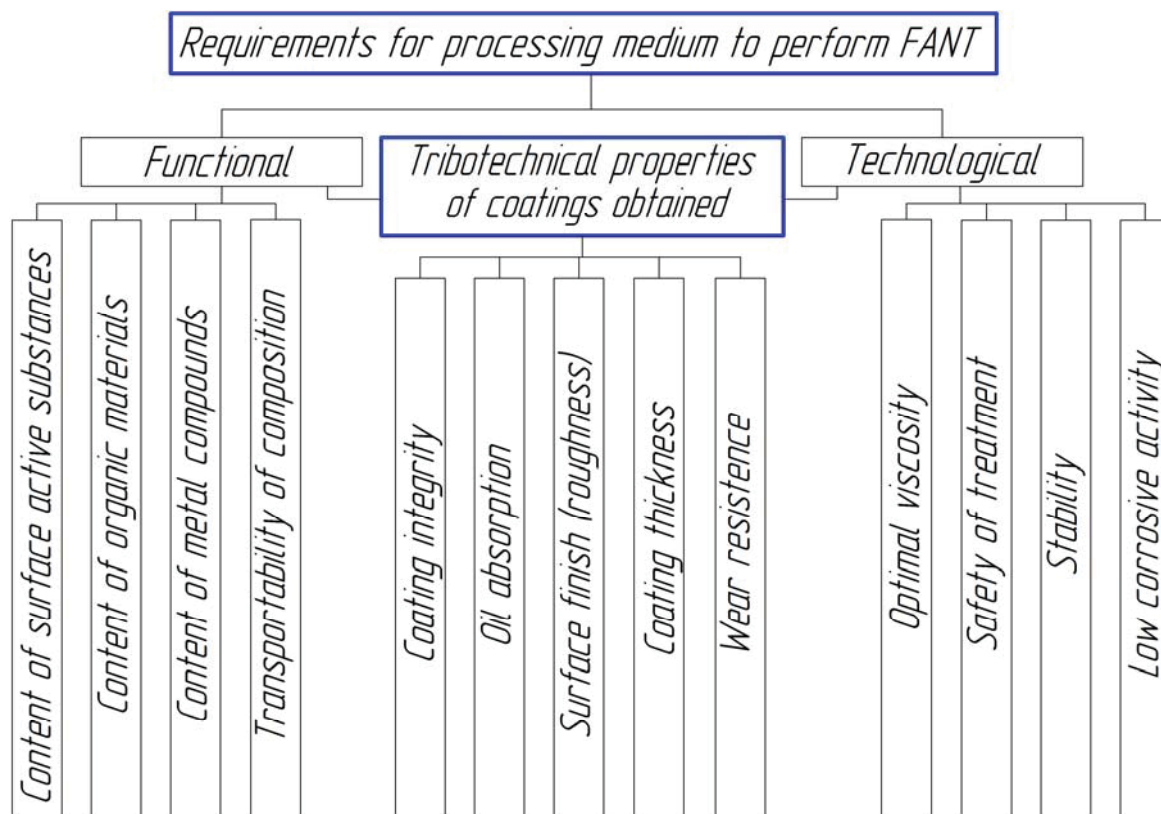 Requirements for processing medium to perform FANT
Functional
Tribotechnical properties
of coatings obtained
Technological
Content of surface active substances
Content of organic materials
Content of metal compounds
Transportability of composition
Coating integrity
Oil absorption
Surface finish (roughness)
Coating thickness
Wear resistence
Optimal viscosity
Safety of treatment
Stability
Low corrosive activity